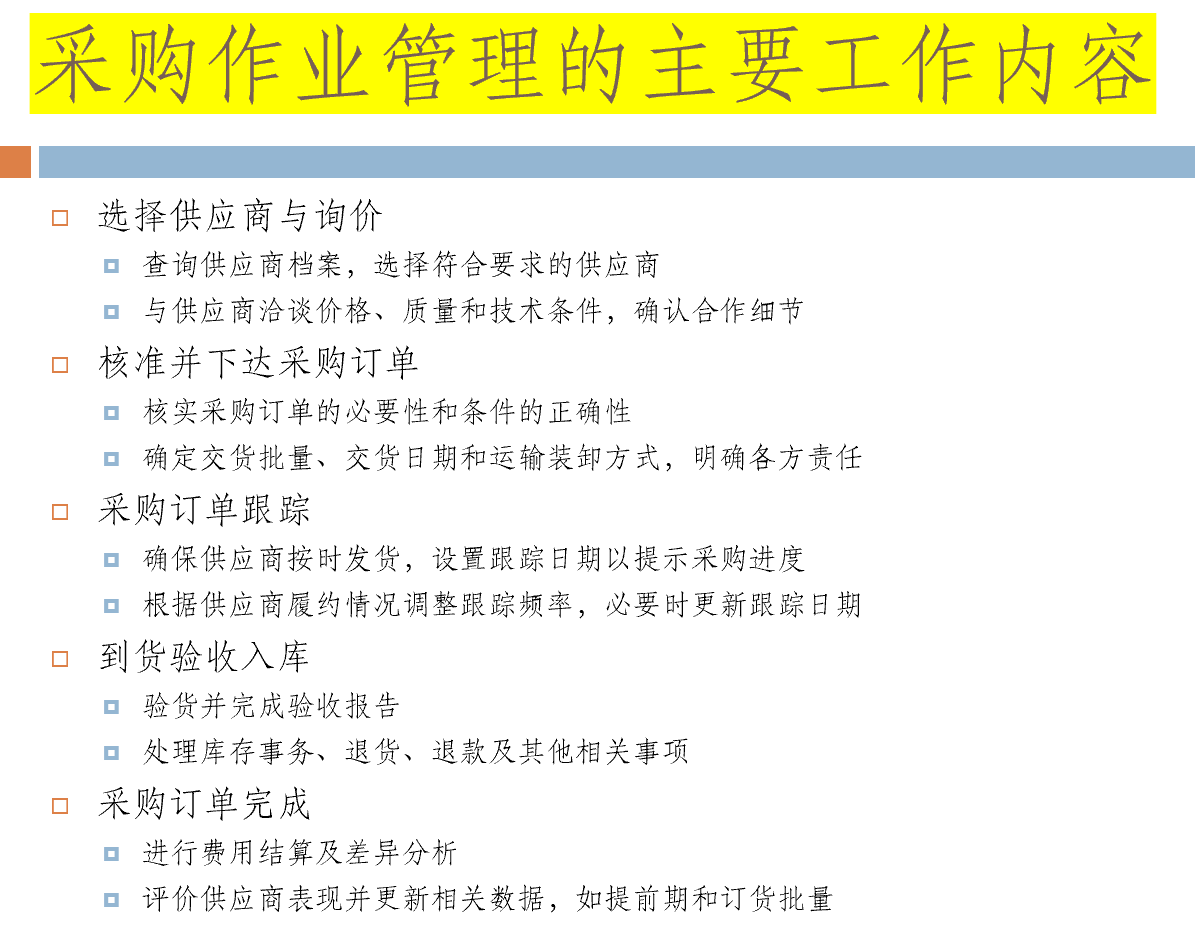 采购作业管理的主要工作内容
选择供应商与询价
查询供应商档案，选择符合要求的供应商
与供应商洽谈价格、质量和技术条件，确认合作细节
核准并下达采购订单
核实采购订单的必要性和条件的正确性
确定交货批量、交货日期和运输装卸方式，明确各方责任
采购订单跟踪
确保供应商按时发货，设置跟踪日期以提示采购进度
根据供应商履约情况调整跟踪频率，必要时更新跟踪日期
到货验收入库
验货并完成验收报告
处理库存事务、退货、退款及其他相关事项
采购订单完成
进行费用结算及差异分析
评价供应商表现并更新相关数据，如提前期和订货批量